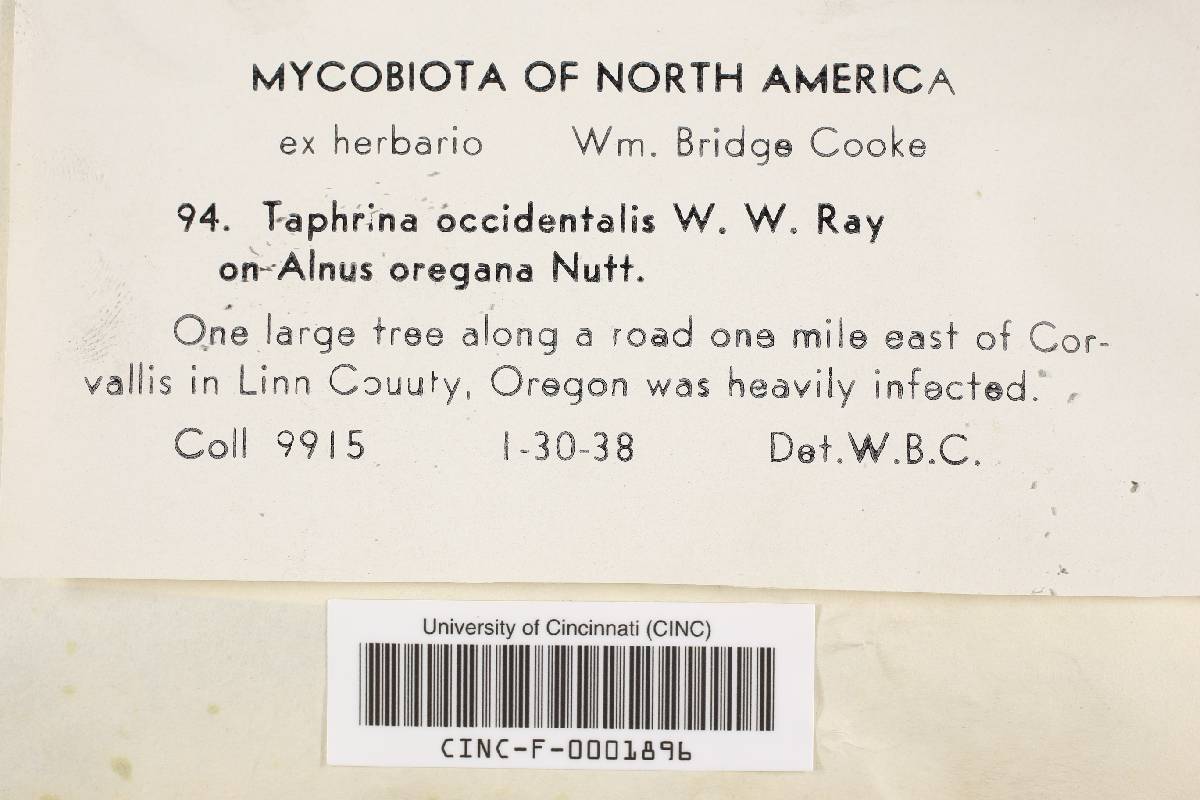 MYCOBIOTA OF NORTH AMERICA
ex herbario Wm. Bridge Cooke
94. Taphrina occidentalis W. W. Ray
on Alnus oregana Nutt.
One large tree along a road one mile east of Cor-
vallis in Linn Couuty, Oregon was heavily infected.
Coll 9915 1-30-38 Det.W.B.C.
University of Cincinnati (CINC)
CINC-F-0001896